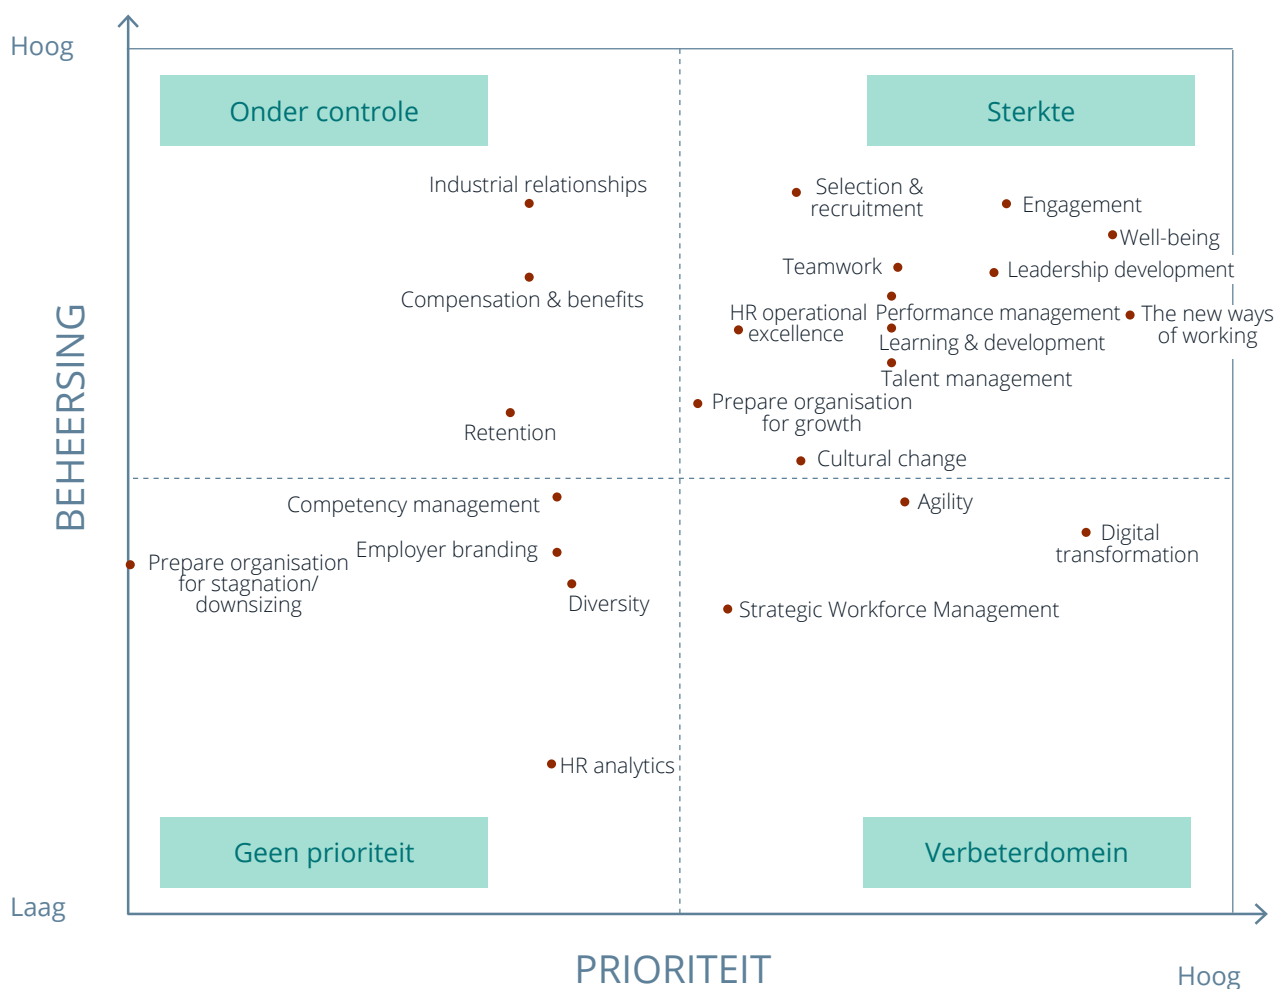 Hoog
Onder controle
Sterkte
Industrial relationships
Selection &
recruitment
Engagement
Well-being
Teamwork
Leadership development
Compensation & benefits
HR operational
excellence
Performance management
The new ways
of working
Learning & development
Talent management
Prepare organisation
for growth
Retention
Cultural change
BEHEERSING
Competency management
Agility
Employer branding
Digital
transformation
Prepare organisation
for stagnation/
downsizing
Diversity
Strategic Workforce Management
HR analytics
Geen prioriteit
Verbeterdomein
Laag
PRIORITEIT
Hoog